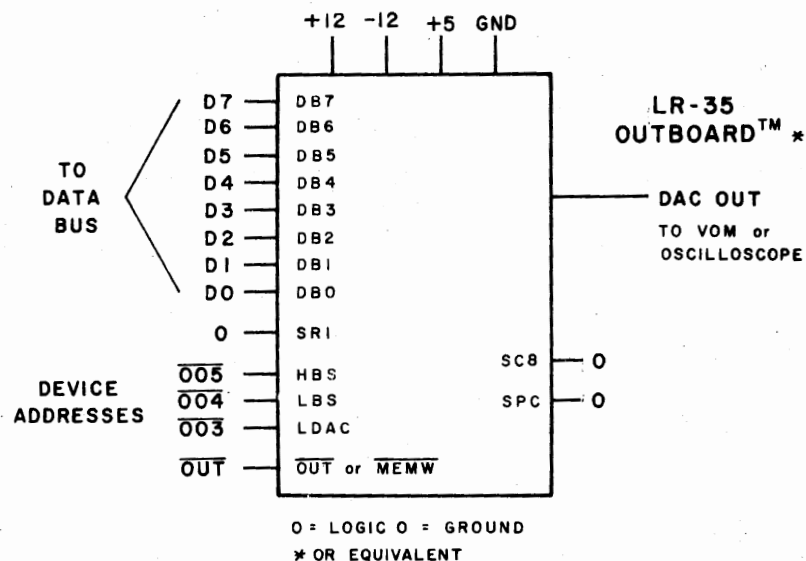 +12 -12 +5 GND
D7 DB7
D6 DB6
D5 DB5
D4 DB4
D3 DB3
D2 DB2
D1 DB1
D0 DB0
TO
DATA
BUS
0 SRI
DEVICE
ADDRESSES
005 HBS
004 LBS
003 LDAC
OUT OUT or MEMW
LR-35
OUTBOARD™ *
DAC OUT
TO VOM or
OSCILLOSCOPE
SC8 0
SPC 0
0 = LOGIC 0 = GROUND
* OR EQUIVALENT